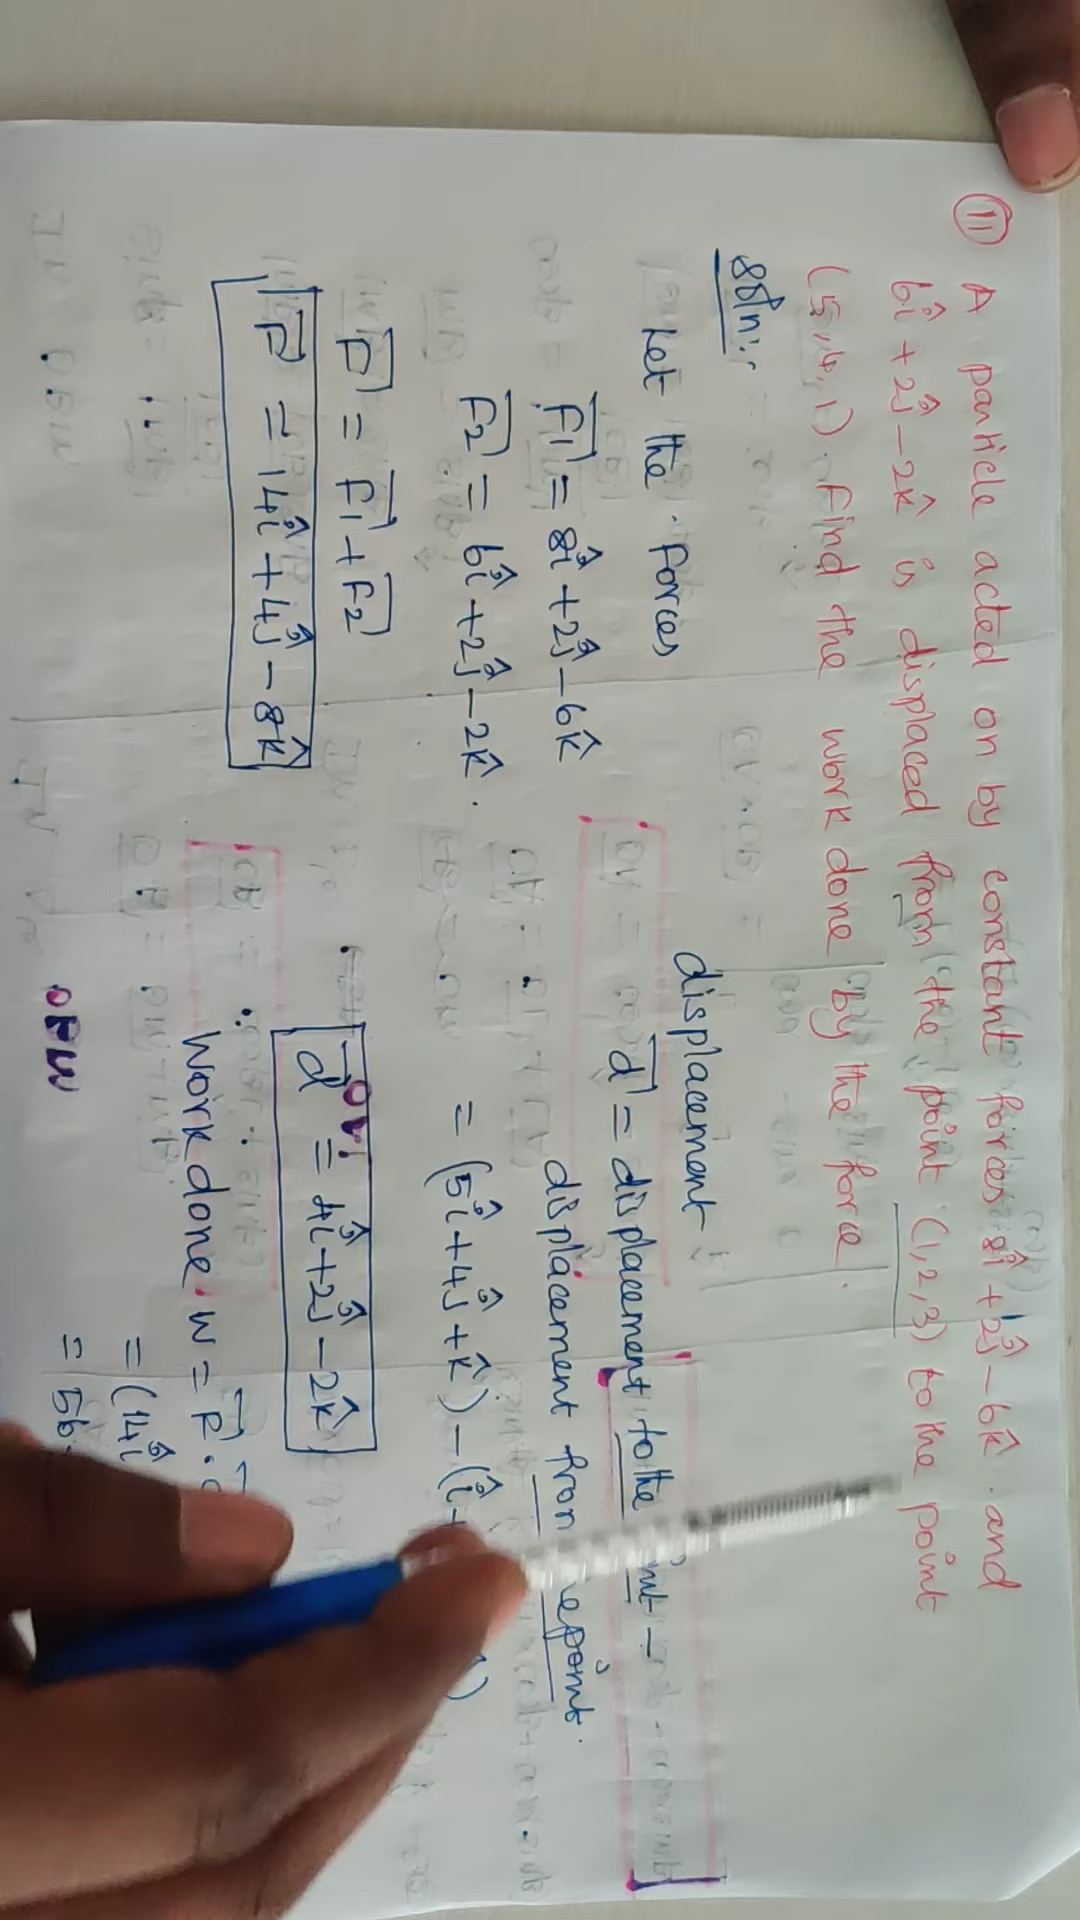 ⑪ A particle acted on by constant forces 8î + 2ĵ - 6k̂ and
6î + 2ĵ - 2k̂ is displaced from the point (1,2,3) to the point
(5,4,1) Find the work done by the force.
soln:-
Let the forces
F1 = 8î + 2ĵ - 6k̂
F2 = 6î + 2ĵ - 2k̂.
F = F1 + F2
F = 14î + 4ĵ - 8k̂
displacement
d = displacement to the
displacement from point.
= (5î + 4ĵ + k̂) - (î
d = 4î + 2ĵ - 2k̂
∴ work done w = F.
= (14î
= 56